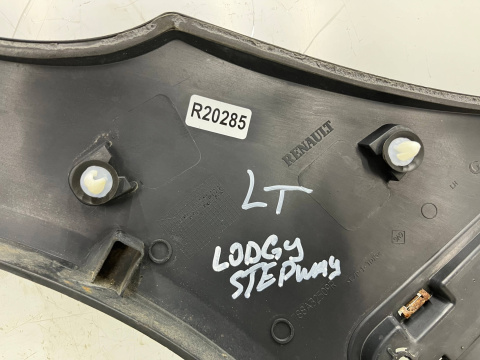 R20285
RENAULT
LT
LODGY
STEPWAY